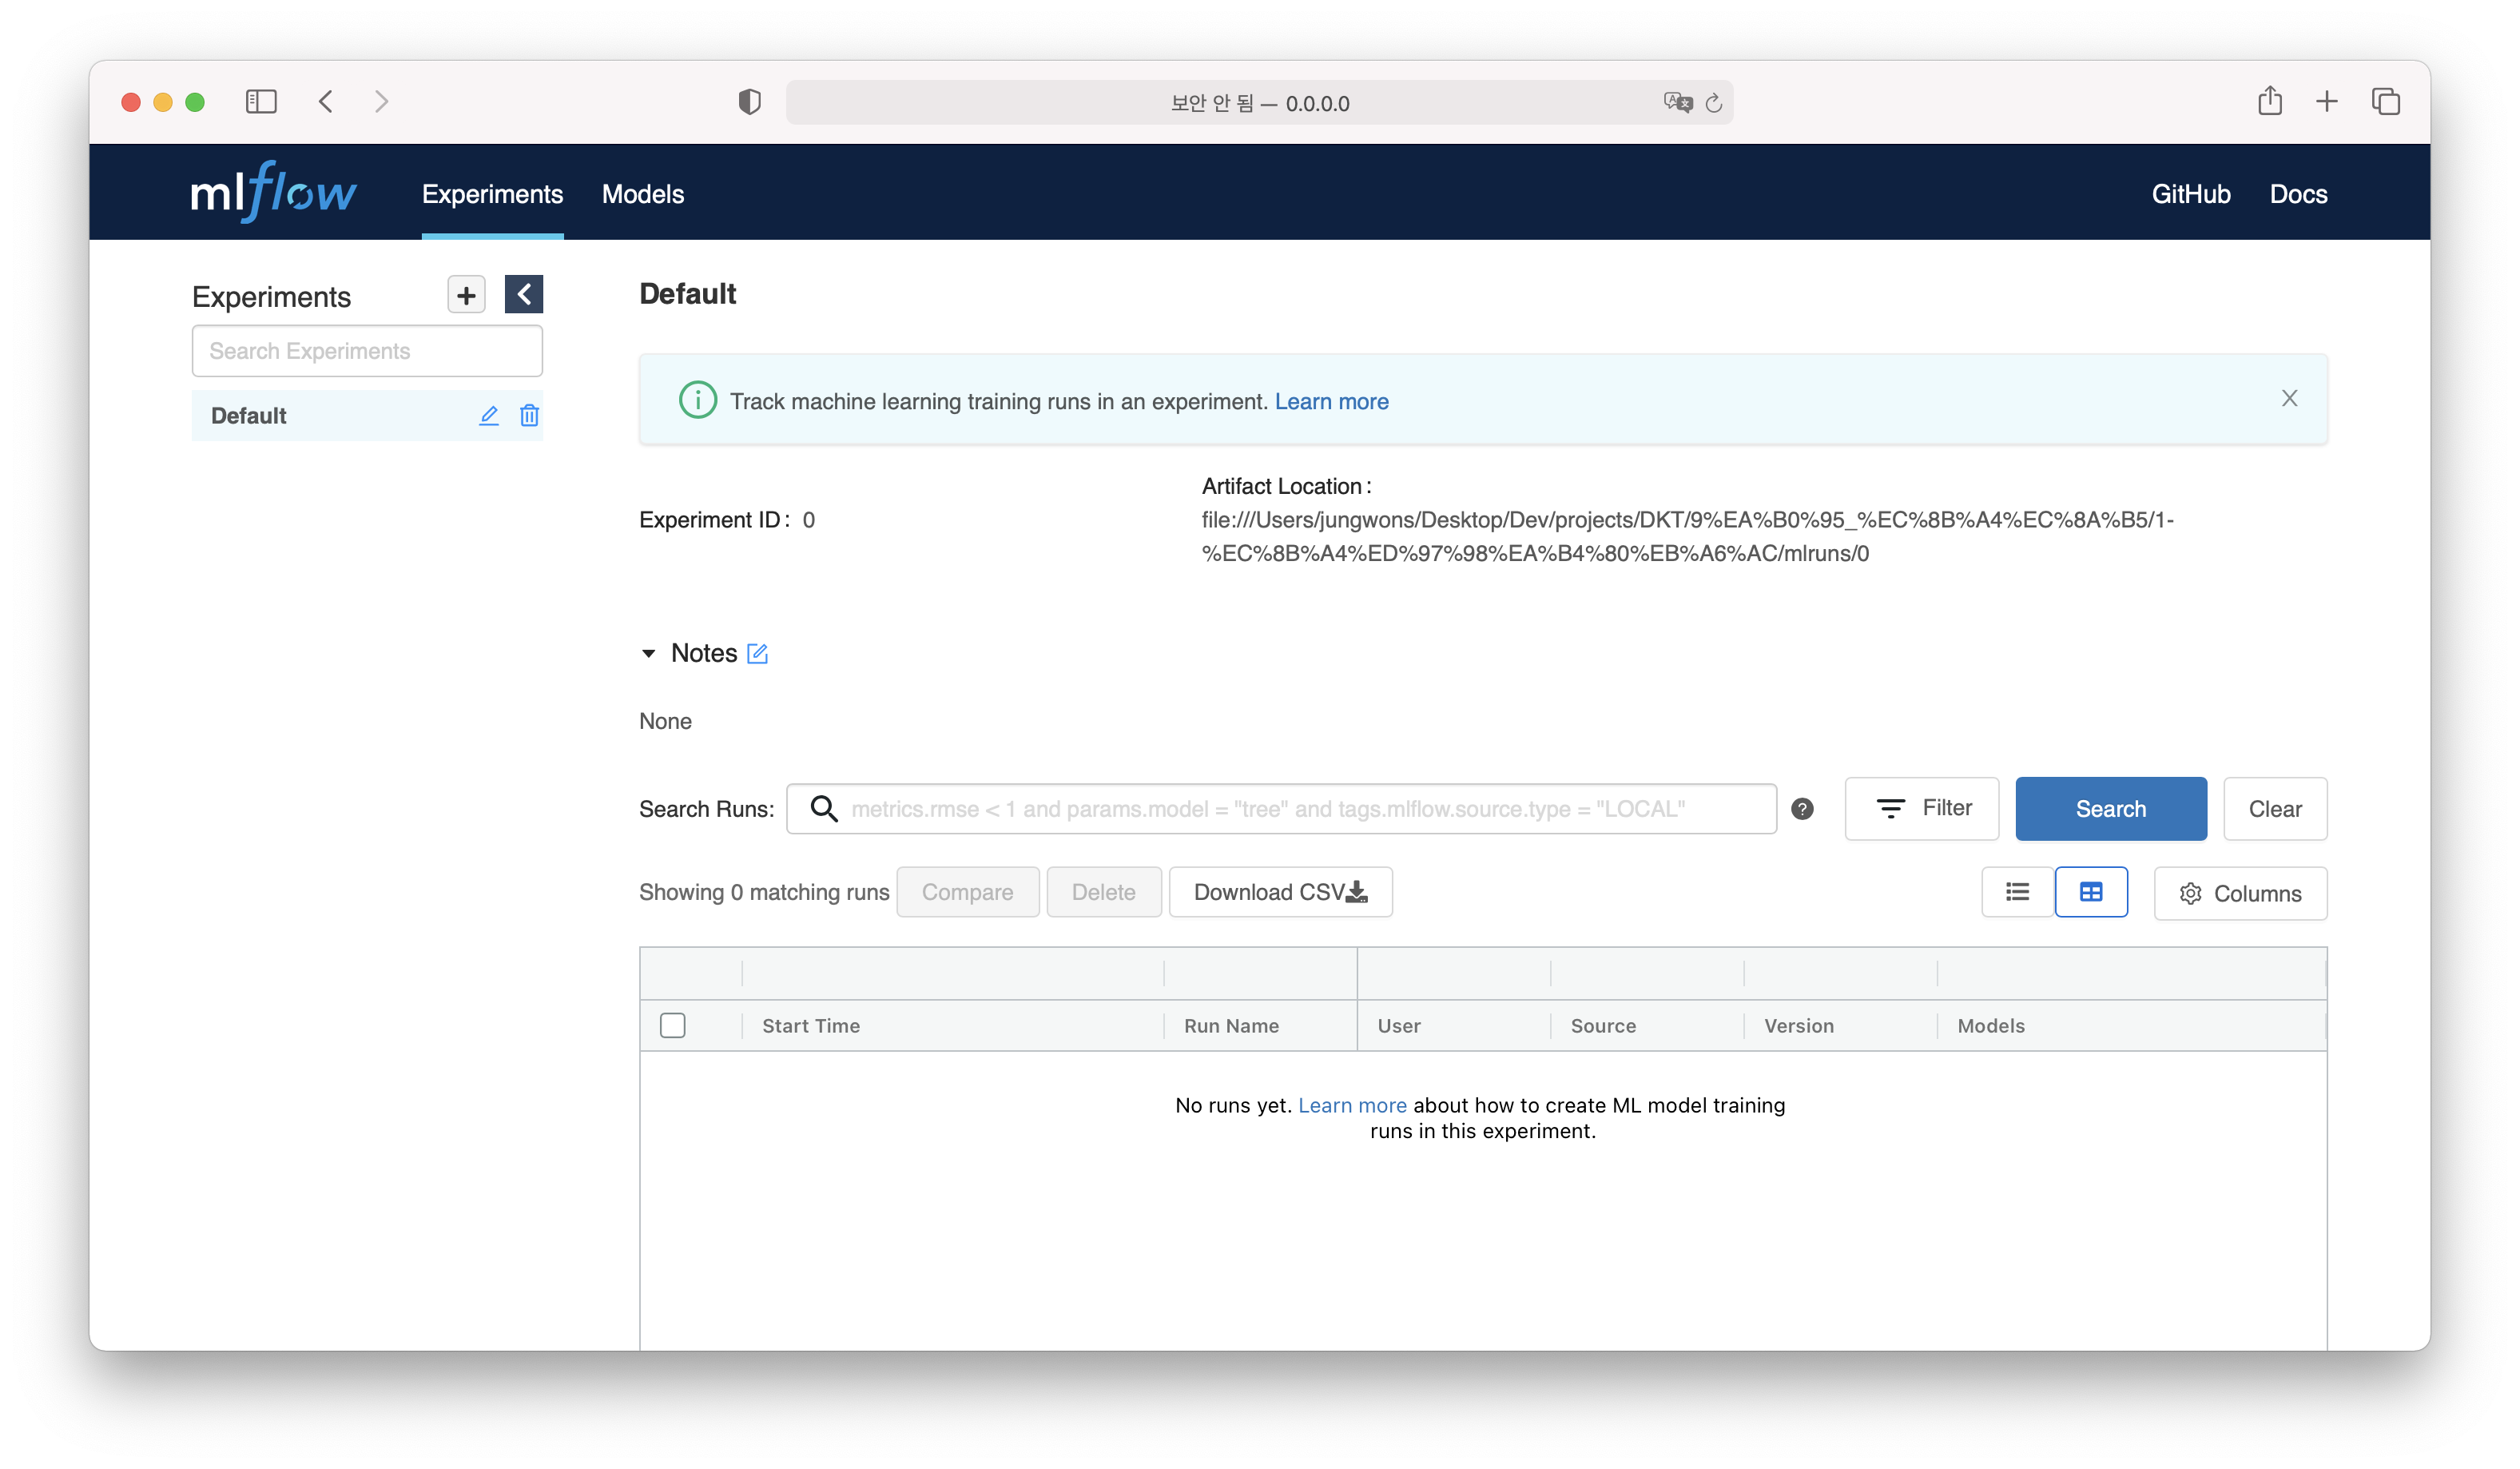 보안 안 됨 — 0.0.0.0
mlflow Experiments Models GitHub Docs
Experiments
Search Experiments
Default
Default
Track machine learning training runs in an experiment. Learn more
Experiment ID: 0
Artifact Location:
file:///Users/jungwons/Desktop/Dev/projects/DKT/9%EA%B0%95_%EC%8B%A4%EC%8A%B5/1-
%EC%8B%A4%ED%97%98%EA%B4%80%EB%A6%AC/mlruns/0
Notes
None
Search Runs: metrics.rmse < 1 and params.model = "tree" and tags.mlflow.source.type = "LOCAL" Filter Search Clear
Showing 0 matching runs Compare Delete Download CSV Columns
Start Time Run Name User Source Version Models
No runs yet. Learn more about how to create ML model training
runs in this experiment.